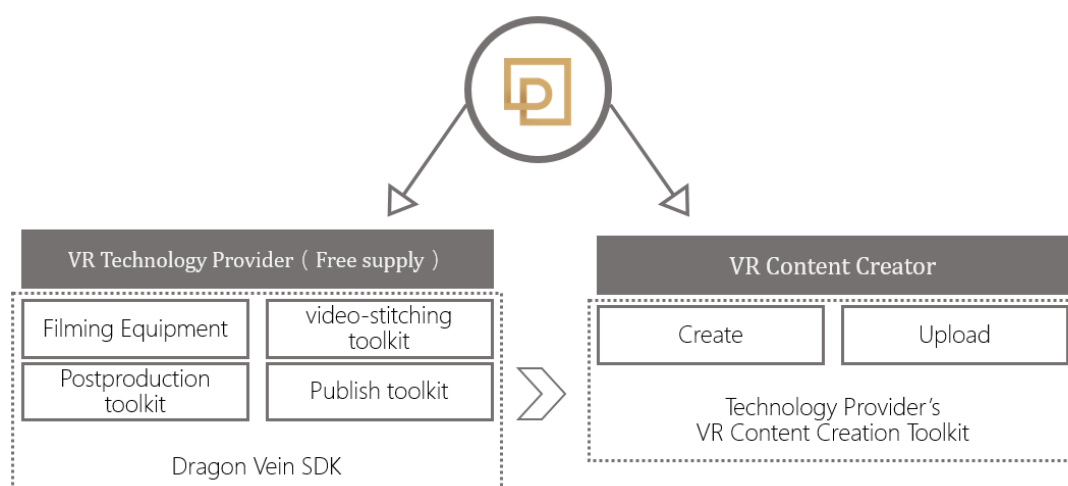 D
VR Technology Provider ( Free supply )
Filming Equipment
video-stitching
toolkit
Postproduction
toolkit
Publish toolkit
Dragon Vein SDK
VR Content Creator
Create
Upload
Technology Provider's
VR Content Creation Toolkit